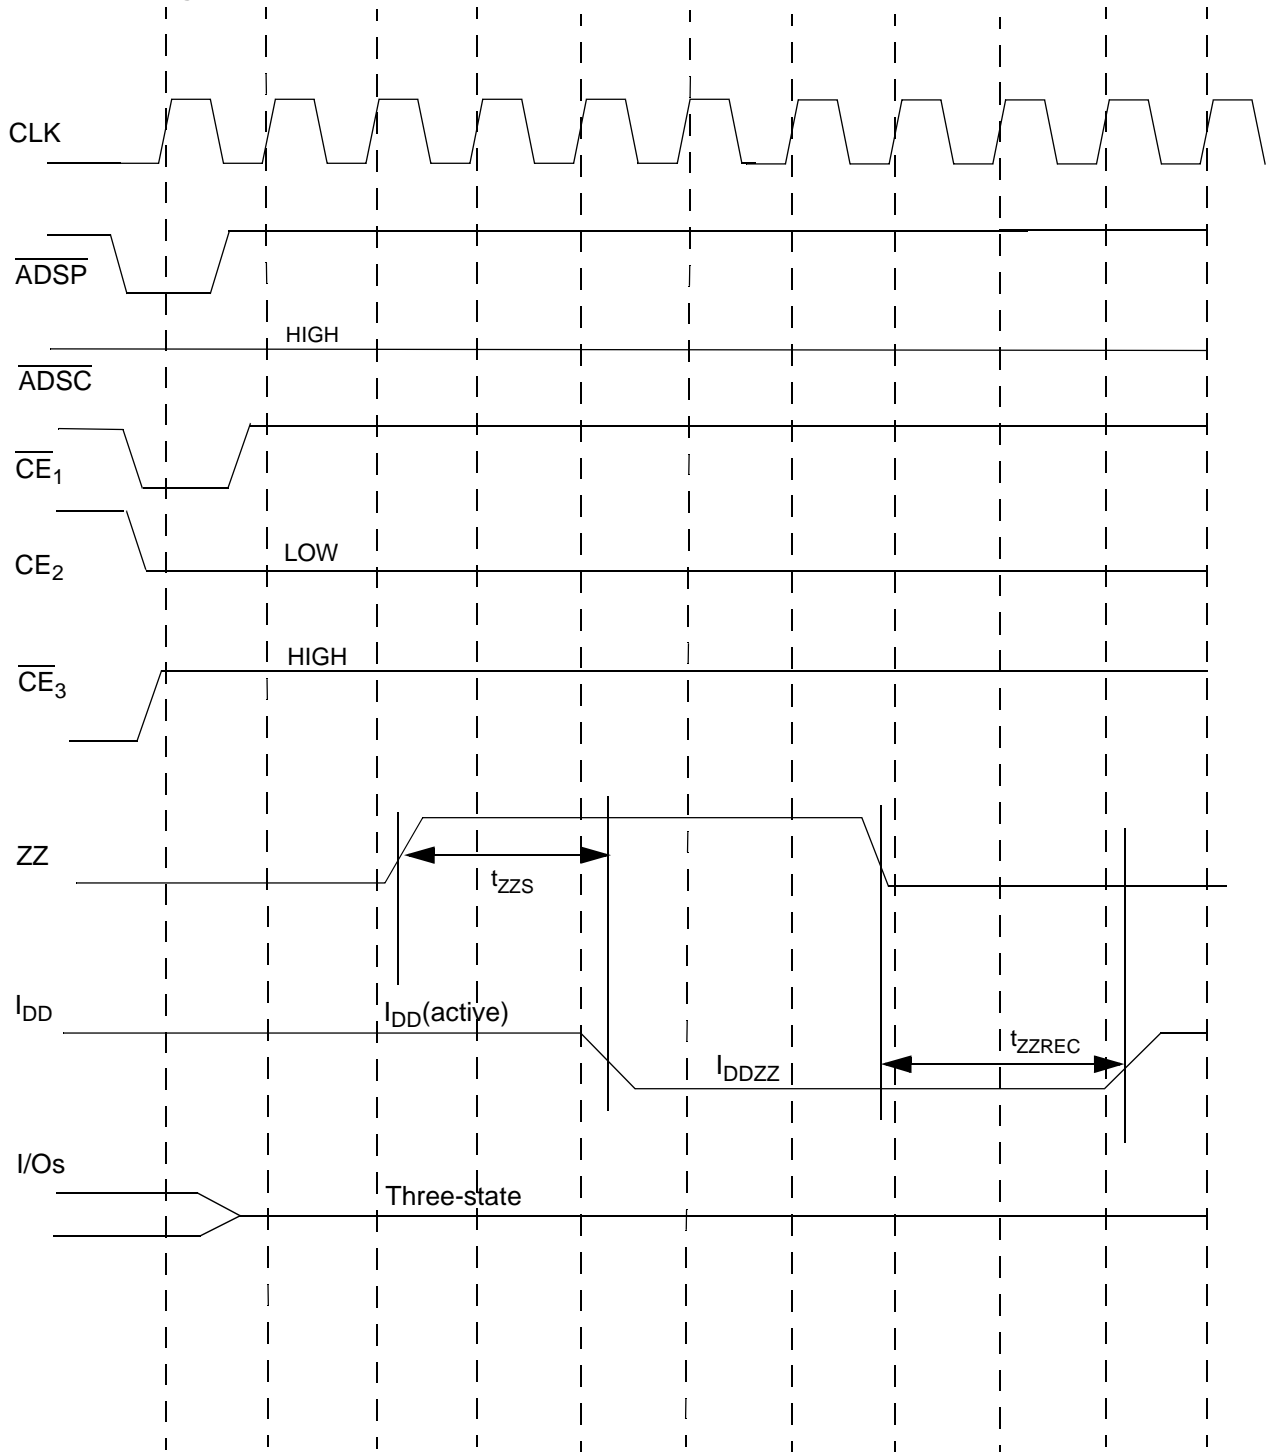 CLK
ADSP
HIGH
ADSC
CE1
LOW
CE2
HIGH
CE3
ZZ
tZZS
IDD
IDD(active)
tZZREC
IDDZZ
I/Os
Three-state